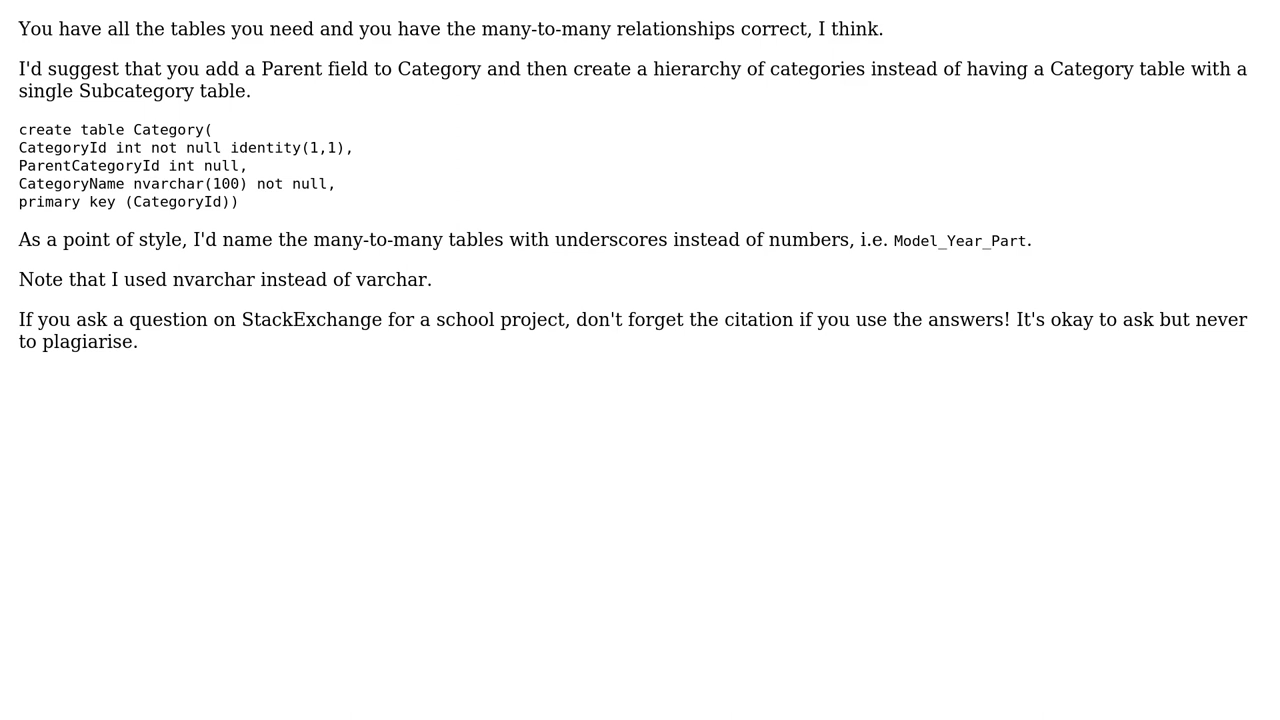 You have all the tables you need and you have the many-to-many relationships correct, I think.
I'd suggest that you add a Parent field to Category and then create a hierarchy of categories instead of having a Category table with a
single Subcategory table.
create table Category(
CategoryId int not null identity(1,1),
ParentCategoryId int null,
CategoryName nvarchar(100) not null,
primary key (CategoryId))
As a point of style, I'd name the many-to-many tables with underscores instead of numbers, i.e. Model_Year_Part.
Note that I used nvarchar instead of varchar.
If you ask a question on StackExchange for a school project, don't forget the citation if you use the answers! It's okay to ask but never
to plagiarise.